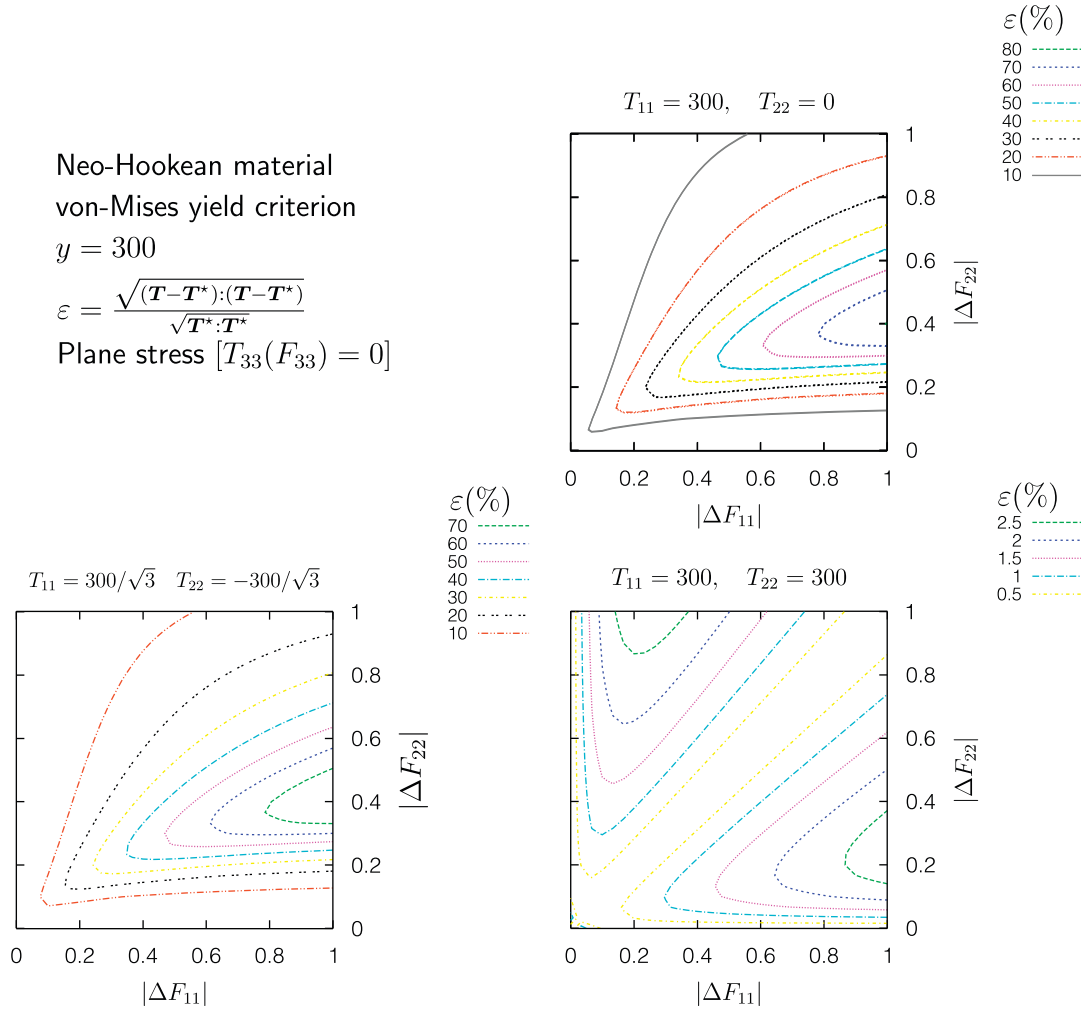 Neo-Hookean material
von-Mises yield criterion
y = 300
ε = √(T−T⋆):(T−T⋆) / √T⋆:T⋆
Plane stress [T₃₃(F₃₃) = 0]
ε(%)
80
70
60
50
40
30
20
10
T₁₁ = 300, T₂₂ = 0
1
0.8
0.6
0.4
0.2
0
|ΔF₂₂|
0 0.2 0.4 0.6 0.8 1
|ΔF₁₁|
ε(%)
70
60
50
40
30
20
10
T₁₁ = 300/√3 T₂₂ = −300/√3
1
0.8
0.6
0.4
0.2
0
|ΔF₂₂|
0 0.2 0.4 0.6 0.8 1
|ΔF₁₁|
ε(%)
2.5
2
1.5
1
0.5
T₁₁ = 300, T₂₂ = 300
1
0.8
0.6
0.4
0.2
0
|ΔF₂₂|
0 0.2 0.4 0.6 0.8 1
|ΔF₁₁|